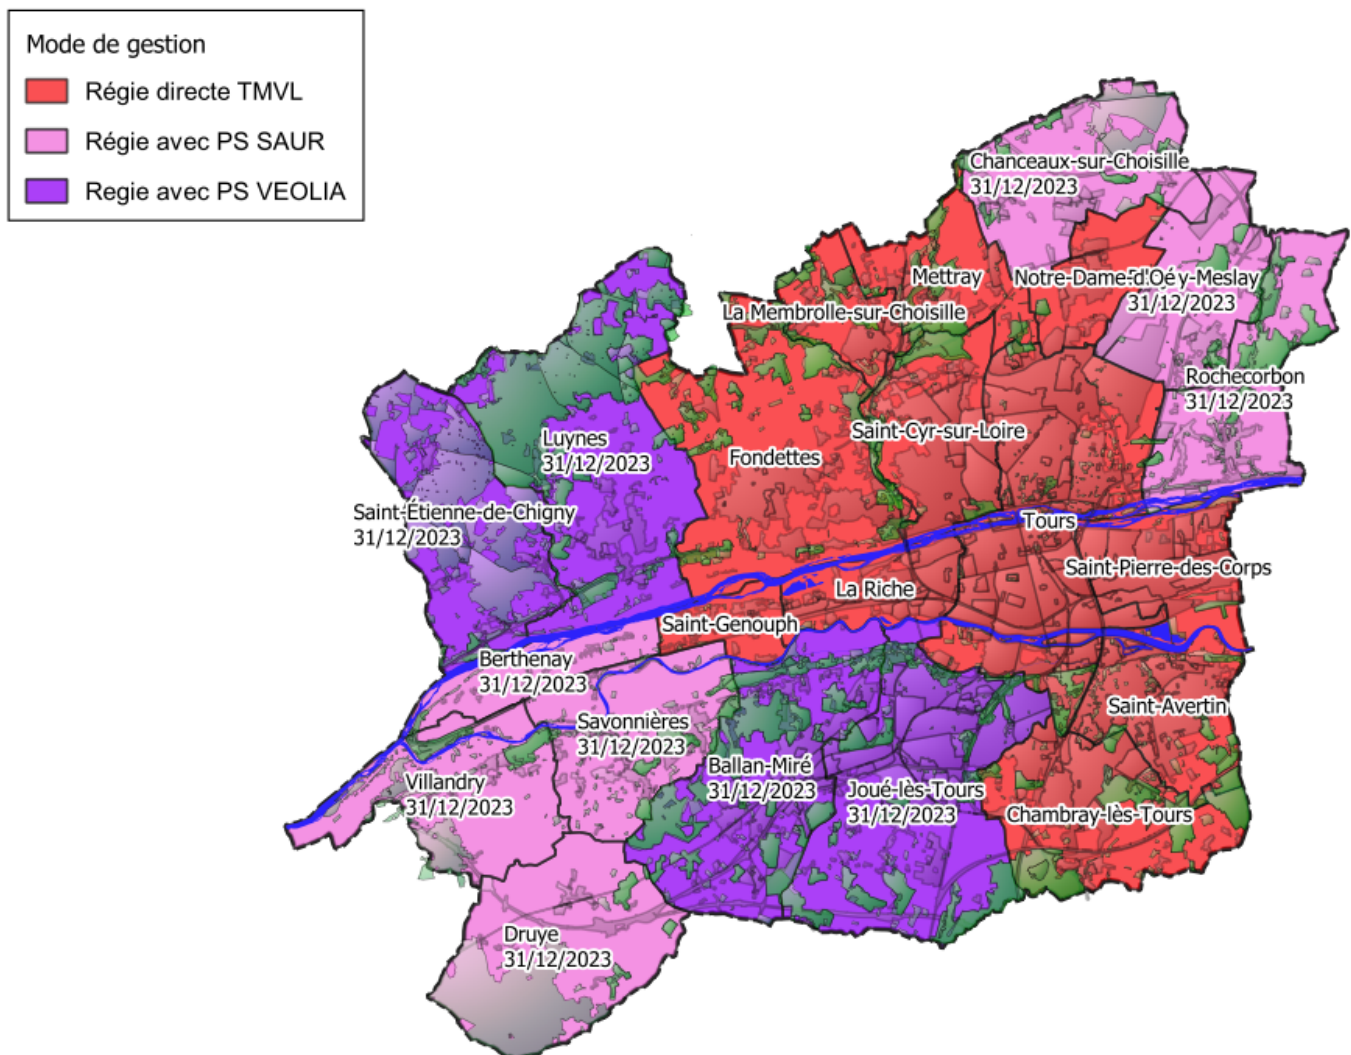 Mode de gestion
Régie directe TMVL
Régie avec PS SAUR
Regie avec PS VEOLIA
Chanceaux-sur-Choisille
31/12/2023
Mettray
Notre-Dame-d'Oé
y-Meslay
31/12/2023
La Membrolle-sur-Choisille
Rochecorbon
31/12/2023
Luynes
31/12/2023
Fondettes
Saint-Cyr-sur-Loire
Saint-Étienne-de-Chigny
31/12/2023
Tours
Saint-Pierre-des-Corps
La Riche
Saint-Genouph
Berthenay
31/12/2023
Savonnières
31/12/2023
Saint-Avertin
Ballan-Miré
31/12/2023
Villandry
31/12/2023
Joué-lès-Tours
31/12/2023
Chambray-lès-Tours
Druye
31/12/2023